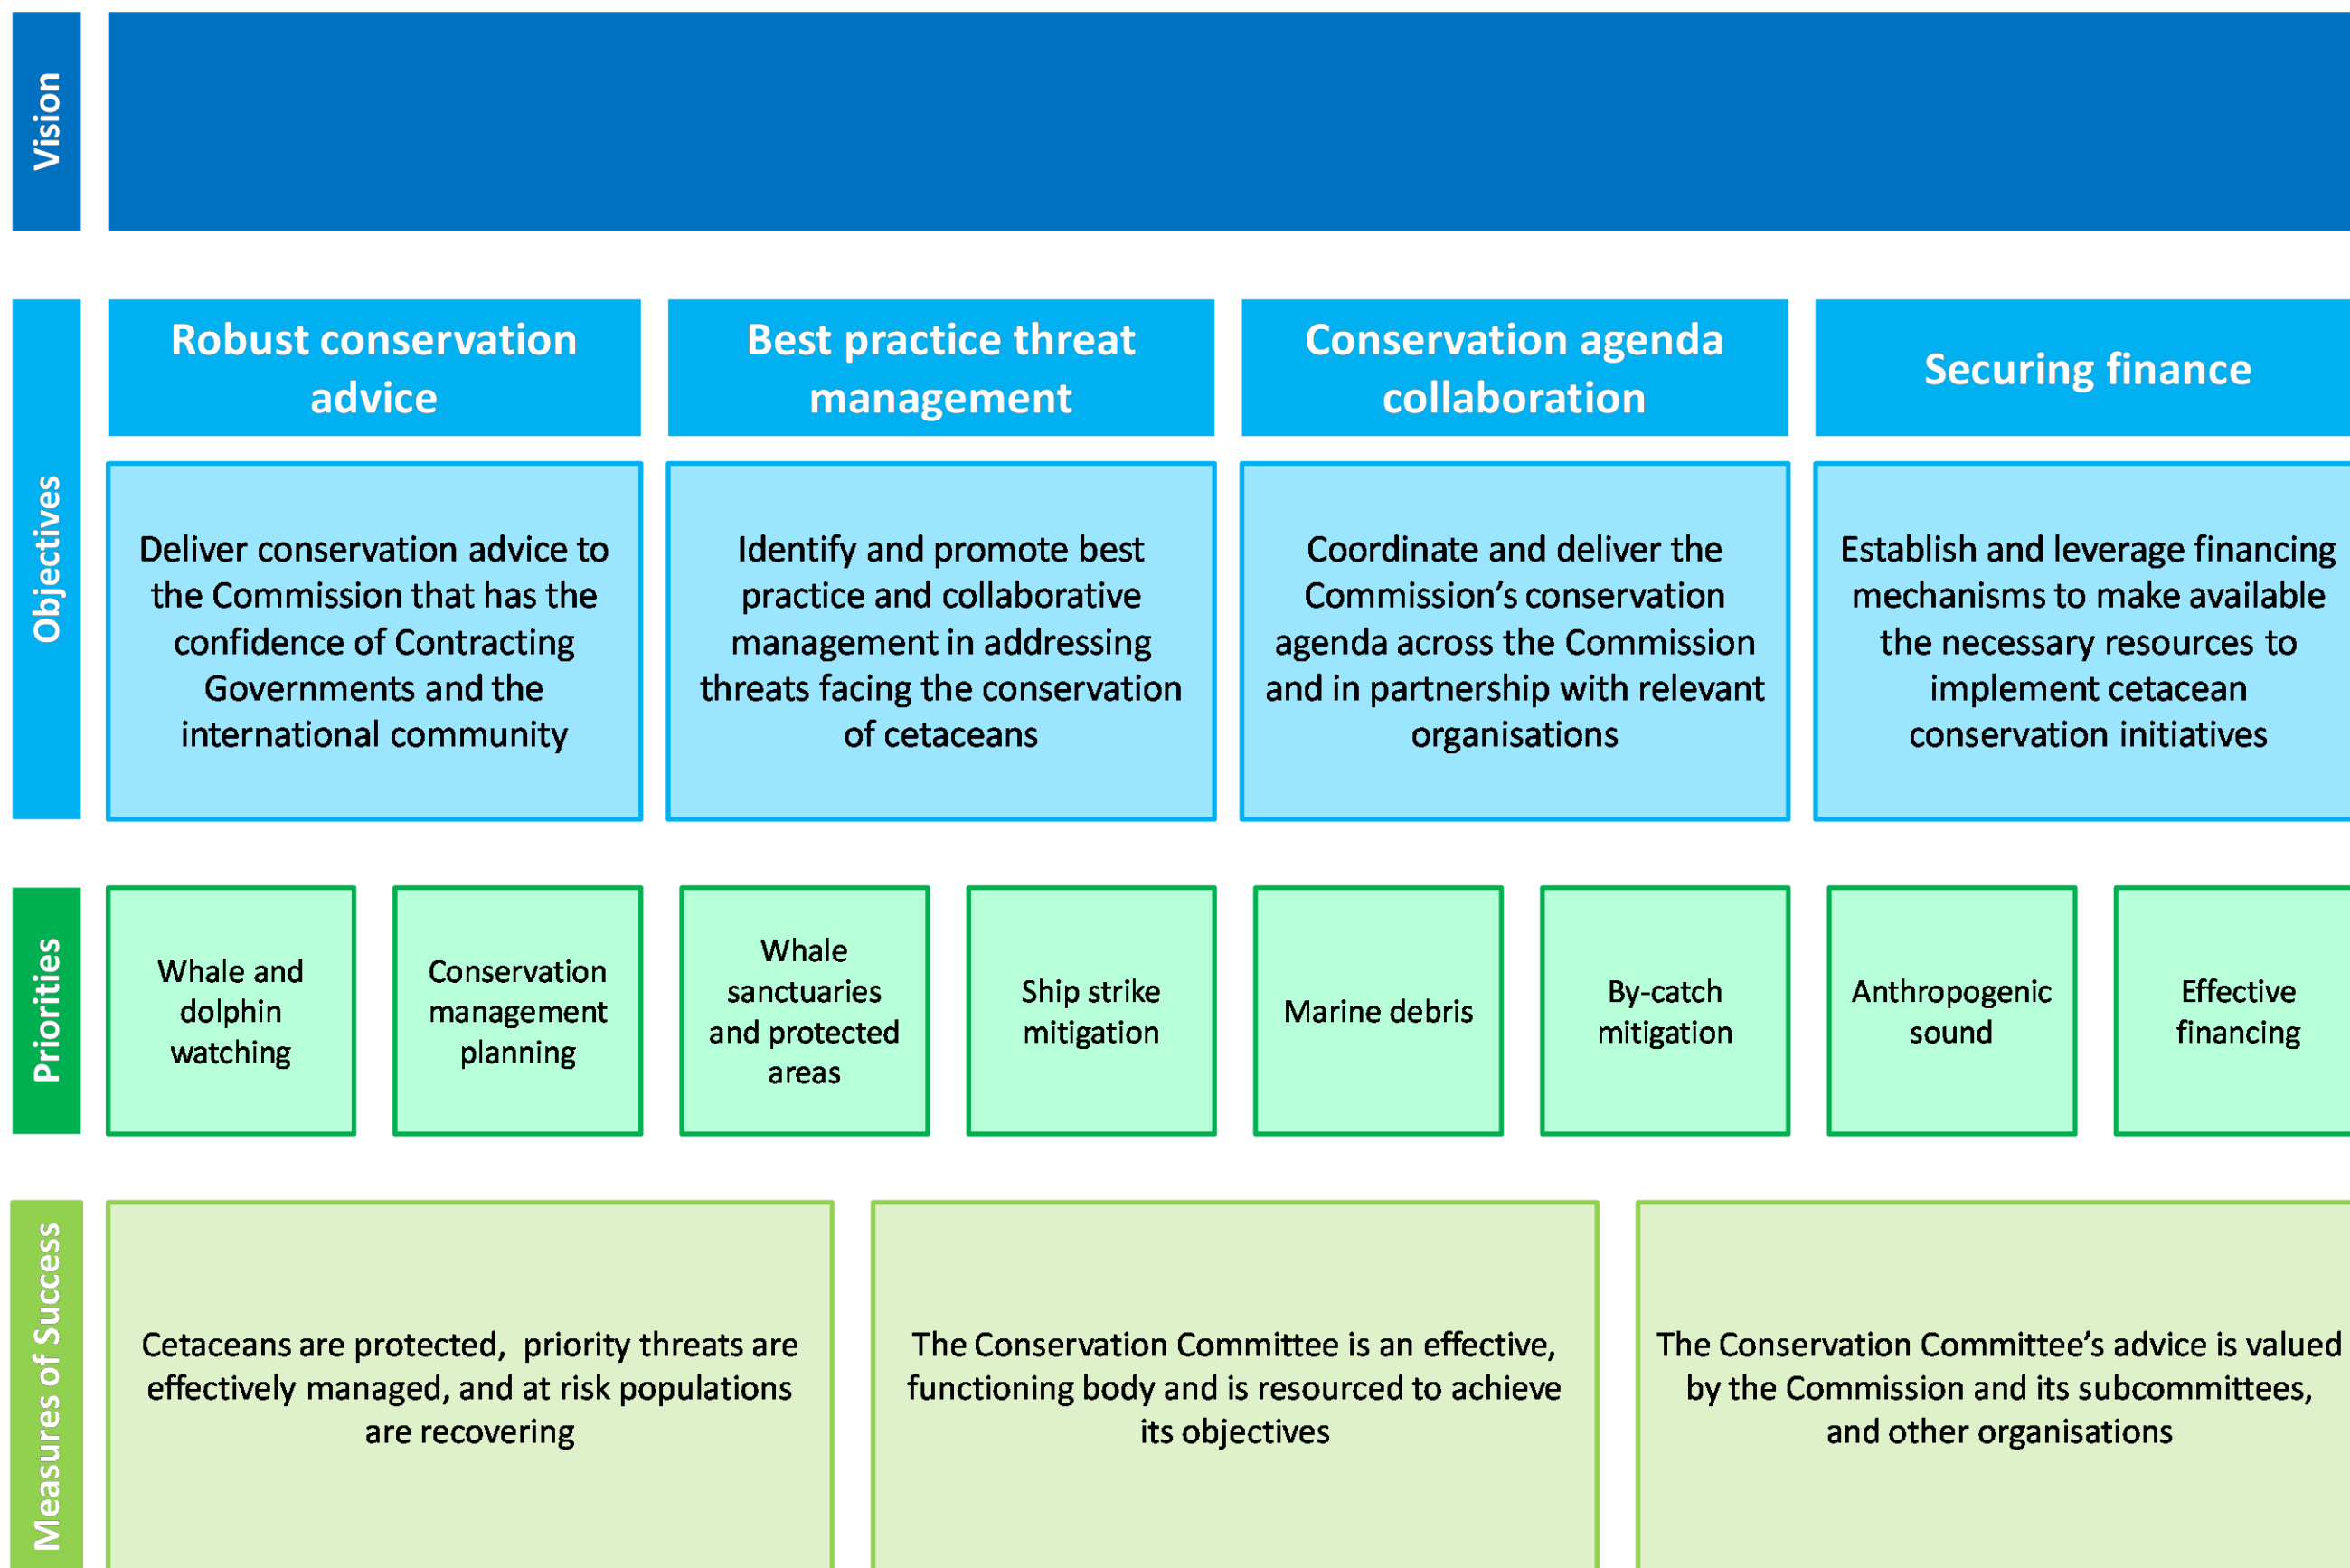 Vision
Objectives
Robust conservation
advice
Best practice threat
management
Conservation agenda
collaboration
Securing finance
Deliver conservation advice to
the Commission that has the
confidence of Contracting
Governments and the
international community
Identify and promote best
practice and collaborative
management in addressing
threats facing the conservation
of cetaceans
Coordinate and deliver the
Commission’s conservation
agenda across the Commission
and in partnership with relevant
organisations
Establish and leverage financing
mechanisms to make available
the necessary resources to
implement cetacean
conservation initiatives
Priorities
Whale and
dolphin
watching
Conservation
management
planning
Whale
sanctuaries
and protected
areas
Ship strike
mitigation
Marine debris
By-catch
mitigation
Anthropogenic
sound
Effective
financing
Measures of Success
Cetaceans are protected,  priority threats are
effectively managed, and at risk populations
are recovering
The Conservation Committee is an effective,
functioning body and is resourced to achieve
its objectives
The Conservation Committee’s advice is valued
by the Commission and its subcommittees,
and other organisations